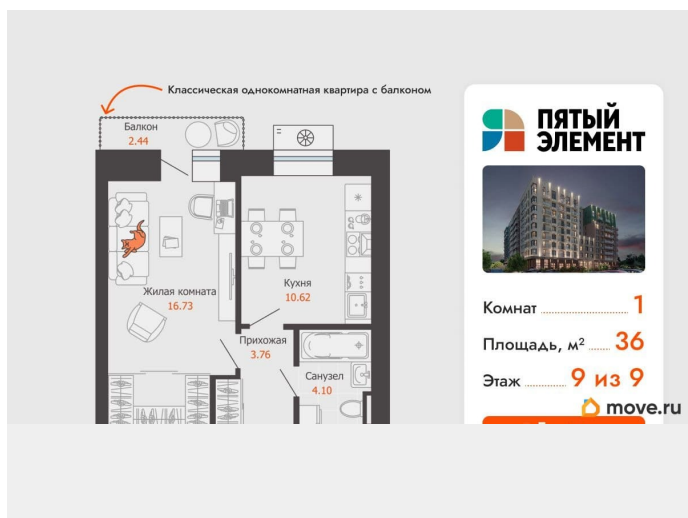 Классическая однокомнатная квартира с балконом
Балкон
2.44
Жилая комната
16.73
Кухня
10.62
Прихожая
3.76
Санузел
4.10
ПЯТЫЙ
ЭЛЕМЕНТ
Комнат 1
Площадь, м² 36
Этаж 9 из 9
move.ru